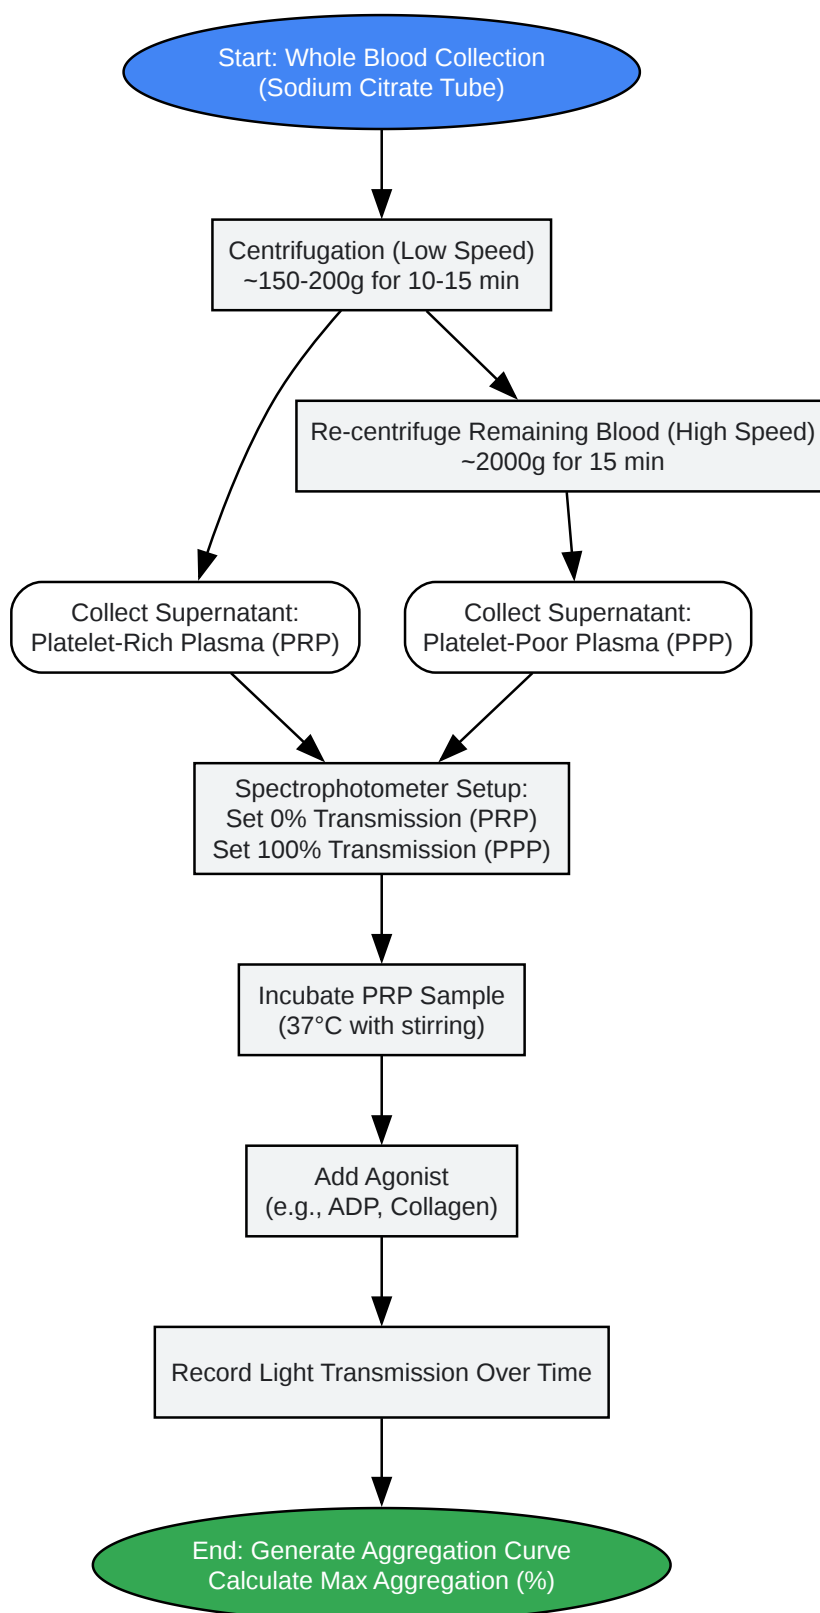 Start: Whole Blood Collection
(Sodium Citrate Tube)
Centrifugation (Low Speed)
~150-200g for 10-15 min
Re-centrifuge Remaining Blood (High Speed)
~2000g for 15 min
Collect Supernatant:
Platelet-Rich Plasma (PRP)
Collect Supernatant:
Platelet-Poor Plasma (PPP)
Spectrophotometer Setup:
Set 0% Transmission (PRP)
Set 100% Transmission (PPP)
Incubate PRP Sample
(37°C with stirring)
Add Agonist
(e.g., ADP, Collagen)
Record Light Transmission Over Time
End: Generate Aggregation Curve
Calculate Max Aggregation (%)